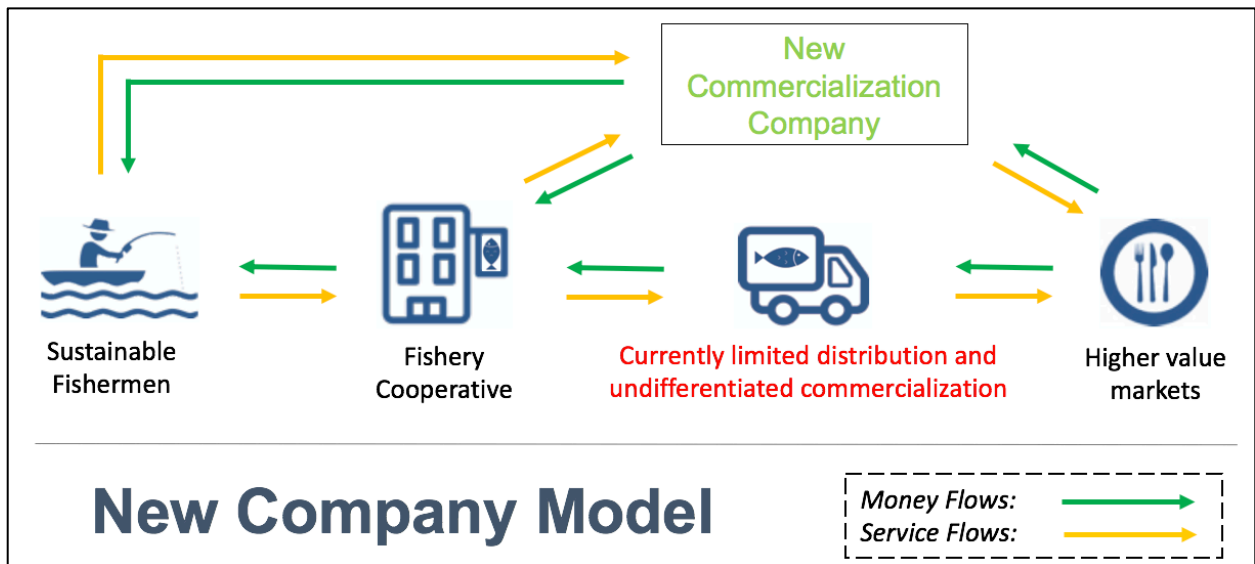 New
Commercialization
Company
Sustainable
Fishermen
Fishery
Cooperative
Currently limited distribution and
undifferentiated commercialization
Higher value
markets
New Company Model
Money Flows:
Service Flows: